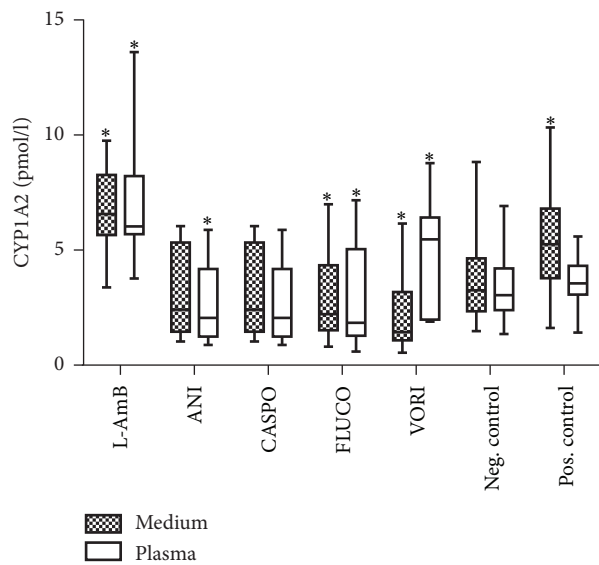 15
10
5
0
CYP1A2 (pmol/l)
* * * * * * * *
L-AmB
ANI
CASPO
FLUCO
VORI
Neg. control
Pos. control
Medium
Plasma